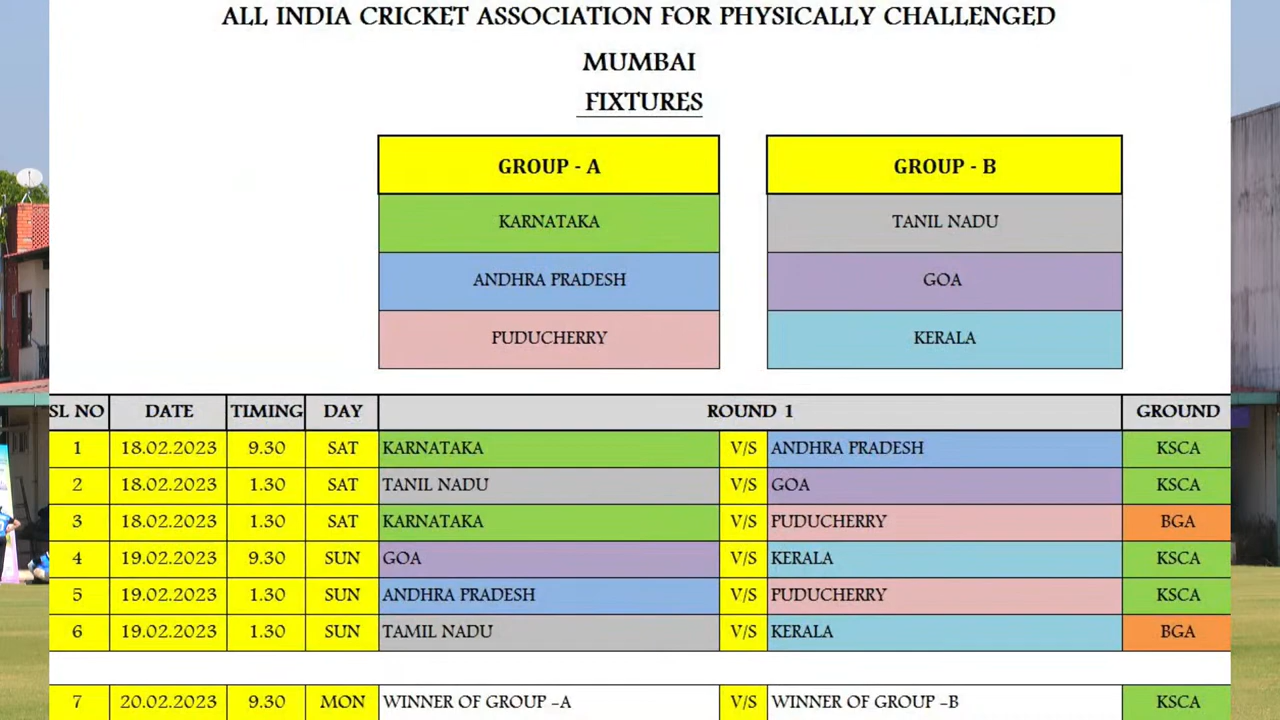 ALL INDIA CRICKET ASSOCIATION FOR PHYSICALLY CHALLENGED
MUMBAI
FIXTURES
GROUP - A GROUP - B
KARNATAKA TANIL NADU
ANDHRA PRADESH GOA
PUDUCHERRY KERALA
SL NO DATE TIMING DAY ROUND 1 GROUND
1 18.02.2023 9.30 SAT KARNATAKA V/S ANDHRA PRADESH KSCA
2 18.02.2023 1.30 SAT TANIL NADU V/S GOA KSCA
3 18.02.2023 1.30 SAT KARNATAKA V/S PUDUCHERRY BGA
4 19.02.2023 9.30 SUN GOA V/S KERALA KSCA
5 19.02.2023 1.30 SUN ANDHRA PRADESH V/S PUDUCHERRY KSCA
6 19.02.2023 1.30 SUN TAMIL NADU V/S KERALA BGA
7 20.02.2023 9.30 MON WINNER OF GROUP -A V/S WINNER OF GROUP -B KSCA